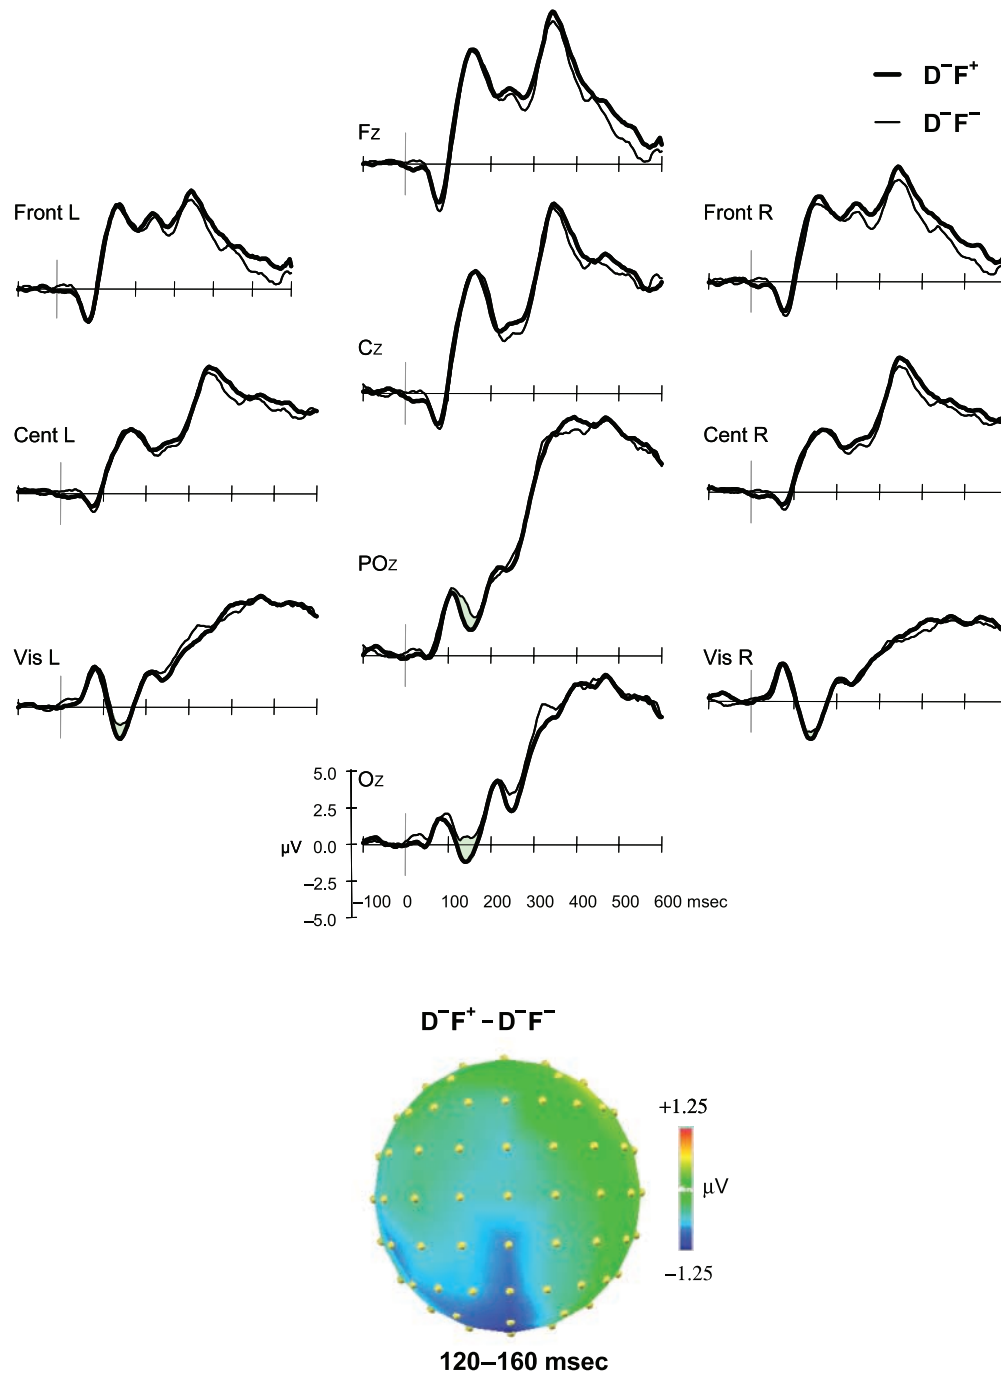 D⁻F⁺
D⁻F⁻
Fz
Front L
Front R
Cz
Cent L
Cent R
POz
Vis L
Vis R
Oz
5.0
2.5
µV 0.0
−2.5
−5.0
−100 0 100 200 300 400 500 600 msec
D⁻F⁺ – D⁻F⁻
+1.25
µV
−1.25
120–160 msec